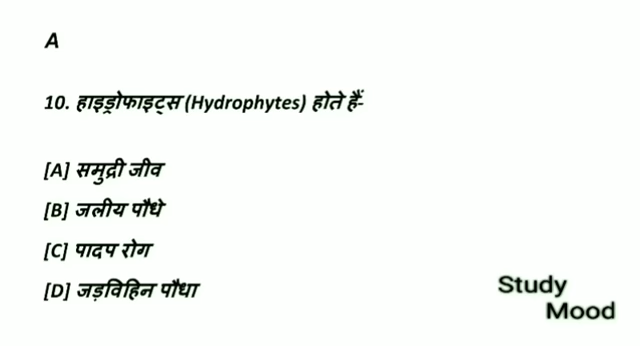 A
10. हाइड्रोफाइट्स (Hydrophytes) होते हैं-
[A] समुद्री जीव
[B] जलीय पौधे
[C] पादप रोग
[D] जड़विहिन पौधा
Study
Mood